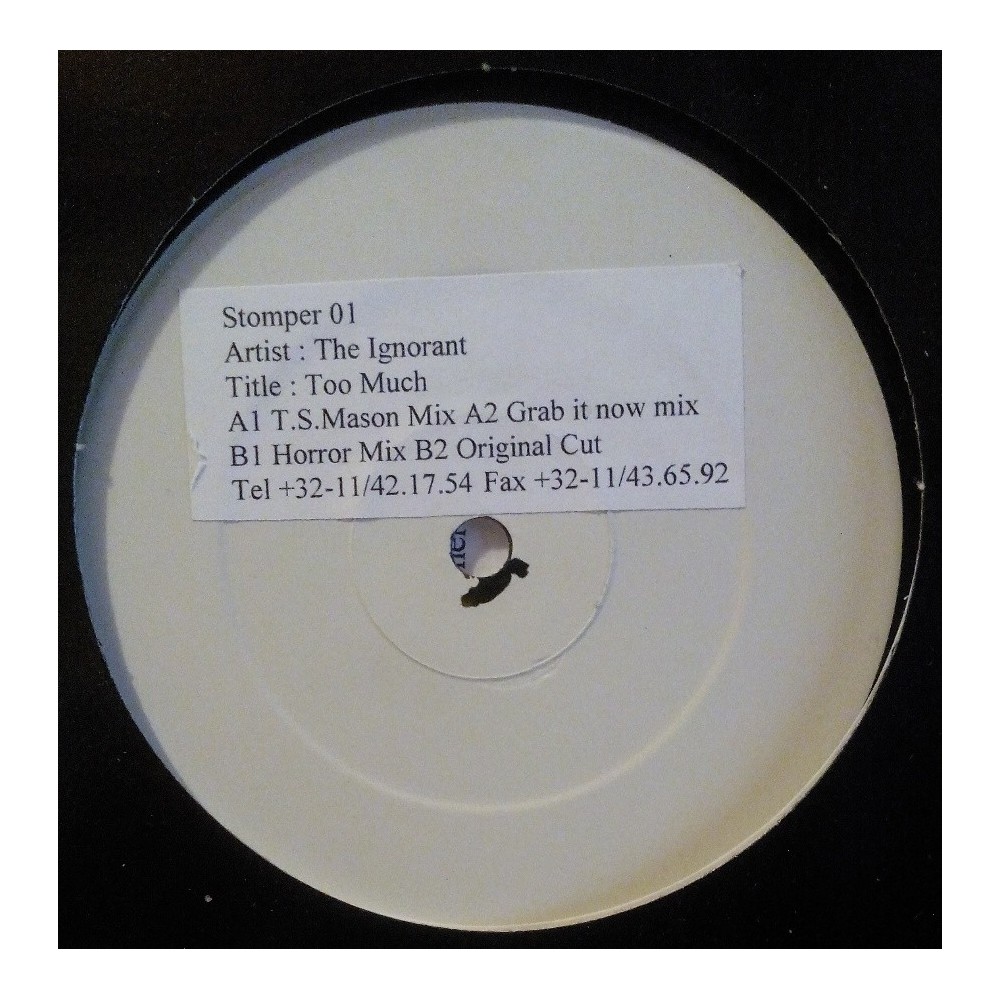 Stomper 01
Artist : The Ignorant
Title : Too Much
A1 T.S.Mason Mix A2 Grab it now mix
B1 Horror Mix B2 Original Cut
Tel +32-11/42.17.54 Fax +32-11/43.65.92